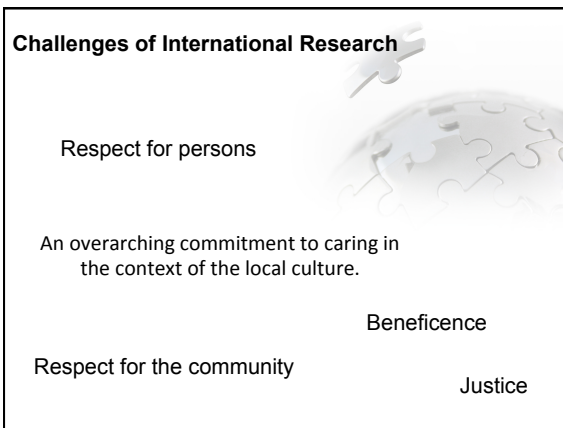 Challenges of International Research
Respect for persons
An overarching commitment to caring in
the context of the local culture.
Beneficence
Respect for the community
Justice